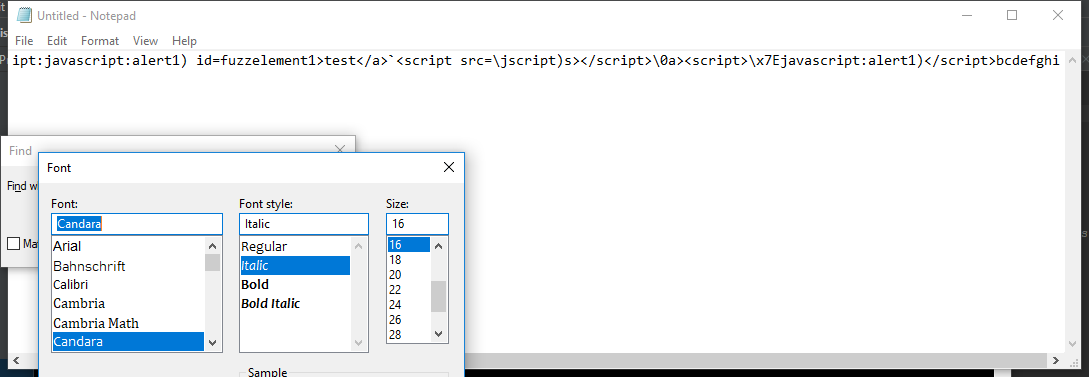 Untitled - Notepad
File Edit Format View Help
ipt:javascript:alert1) id=fuzzelement1>test</a>`<script src=\jscript)s></script>\0a><script>\x7Ejavascript:alert1)</script>bcdefghi
Find
Find w
Ma
Font
Font: Font style: Size:
Candara Italic 16
Arial Regular 16
Bahnschrift Italic 18
Calibri Bold 20
Cambria Bold Italic 22
Cambria Math 24
Candara 26
28
Sample